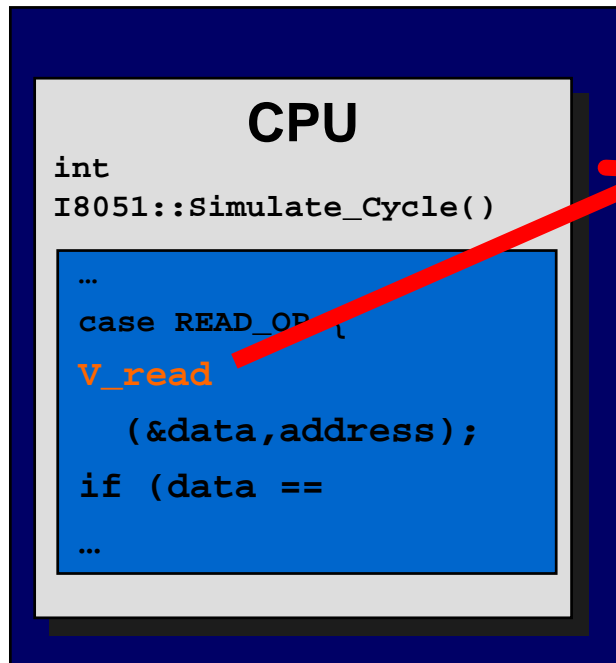 CPU
int
I8051::Simulate_Cycle()
…
case READ_OP {
V_read
(&data,address);
if (data ==
…